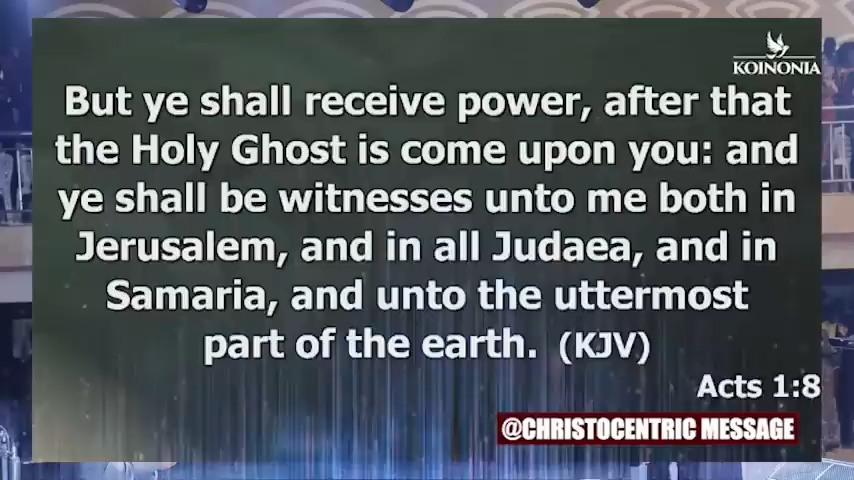 KOINONIA
But ye shall receive power, after that
the Holy Ghost is come upon you: and
ye shall be witnesses unto me both in
Jerusalem, and in all Judaea, and in
Samaria, and unto the uttermost
part of the earth. (KJV)
Acts 1:8
@CHRISTOCENTRIC MESSAGE